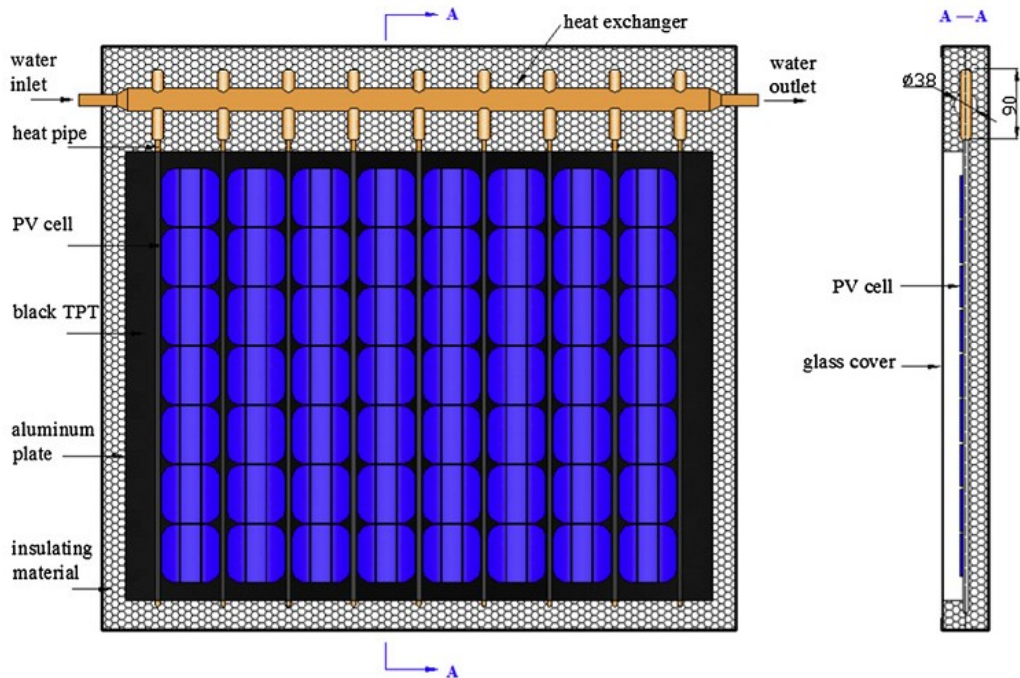 A
heat exchanger
water
inlet
water
outlet
heat pipe
PV cell
black TPT
aluminum
plate
insulating
material
A
A—A
ø38
90
PV cell
glass cover